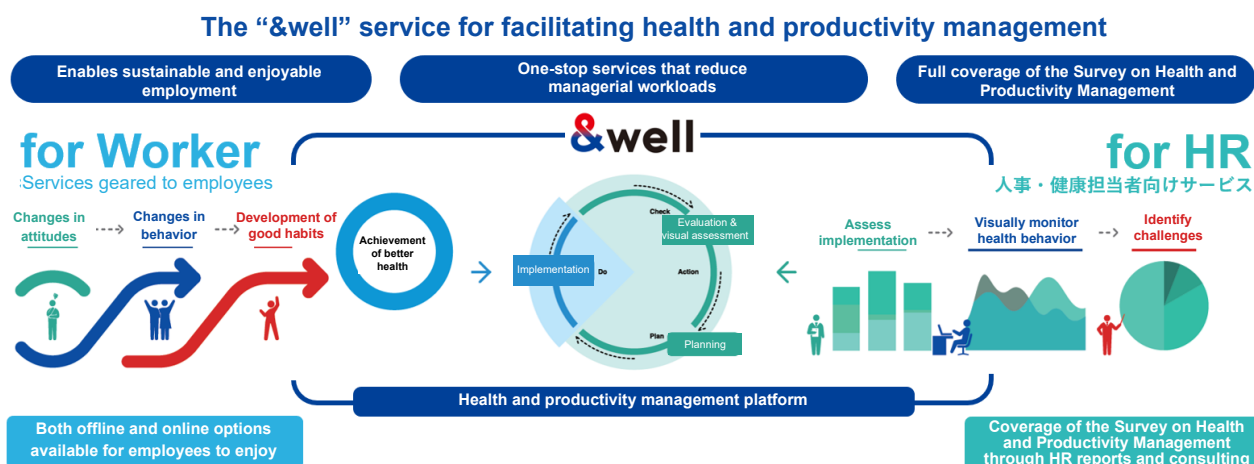 The “&well” service for facilitating health and productivity management
Enables sustainable and enjoyable
employment
One-stop services that reduce
managerial workloads
Full coverage of the Survey on Health and
Productivity Management
&well
for Worker
Services geared to employees
for HR
人事・健康担当者向けサービス
Changes in
attitudes
Changes in
behavior
Development of
good habits
Achievement
of better
health
Implementation
Do
Check
Evaluation &
visual assessment
Action
Plan
Planning
Assess
implementation
Visually monitor
health behavior
Identify
challenges
Health and productivity management platform
Both offline and online options
available for employees to enjoy
Coverage of the Survey on Health
and Productivity Management
through HR reports and consulting